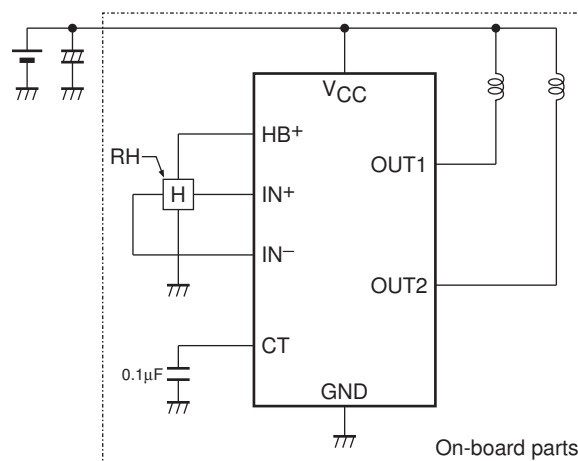 VCC
HB+
RH
OUT1
H
IN+
IN–
OUT2
CT
0.1µF
GND
On-board parts